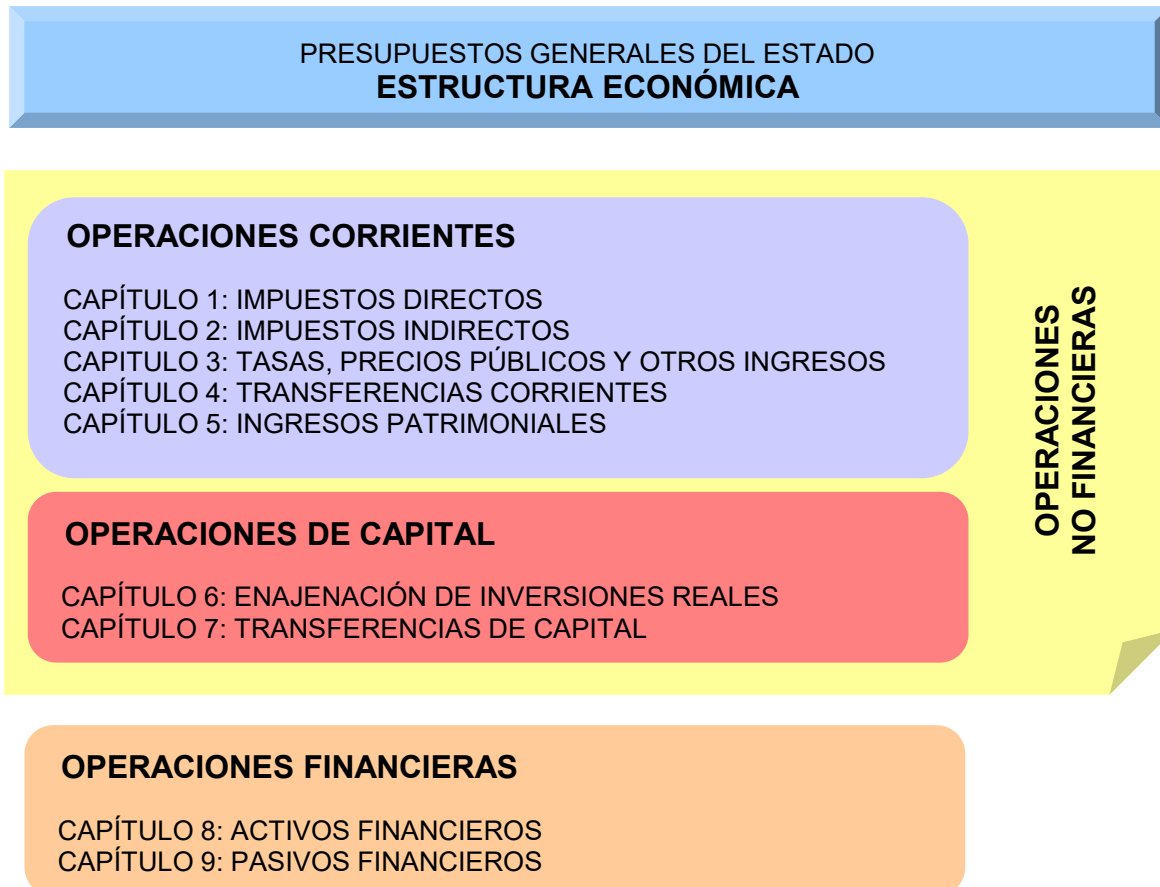 PRESUPUESTOS GENERALES DEL ESTADO
ESTRUCTURA ECONÓMICA
OPERACIONES CORRIENTES
CAPÍTULO 1: IMPUESTOS DIRECTOS
CAPÍTULO 2: IMPUESTOS INDIRECTOS
CAPITULO 3: TASAS, PRECIOS PÚBLICOS Y OTROS INGRESOS
CAPÍTULO 4: TRANSFERENCIAS CORRIENTES
CAPÍTULO 5: INGRESOS PATRIMONIALES
OPERACIONES DE CAPITAL
CAPÍTULO 6: ENAJENACIÓN DE INVERSIONES REALES
CAPÍTULO 7: TRANSFERENCIAS DE CAPITAL
OPERACIONES
NO FINANCIERAS
OPERACIONES FINANCIERAS
CAPÍTULO 8: ACTIVOS FINANCIEROS
CAPÍTULO 9: PASIVOS FINANCIEROS